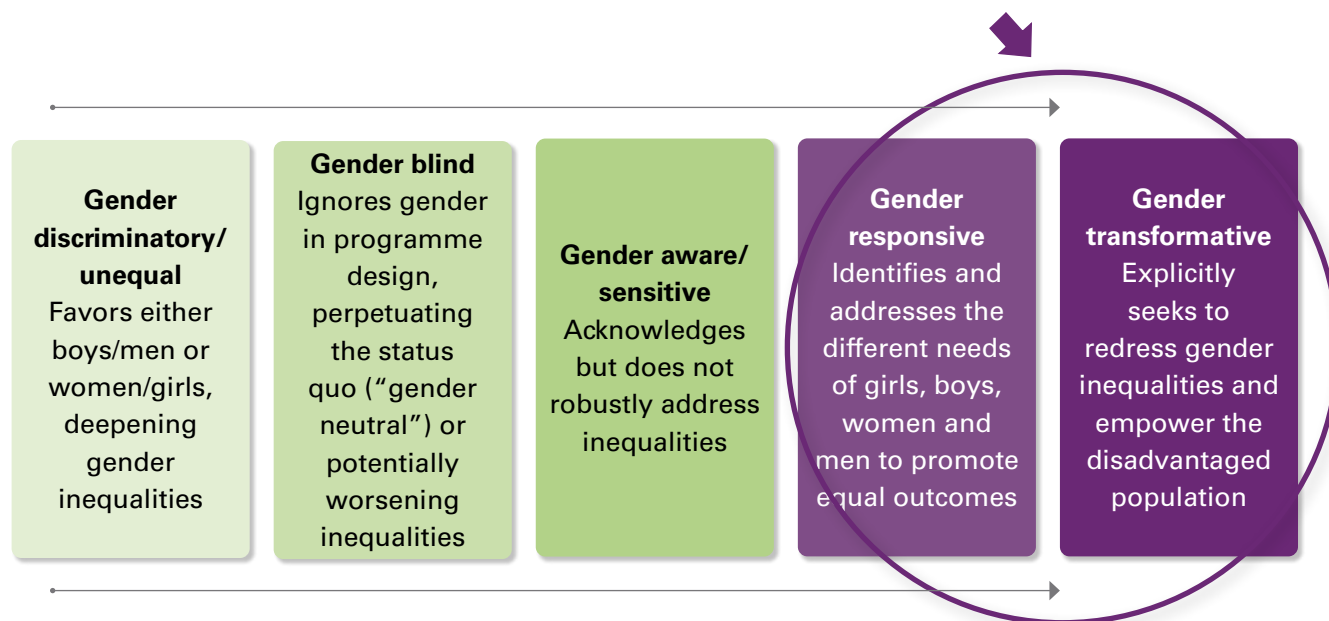 Gender
discriminatory/
unequal
Favors either
boys/men or
women/girls,
deepening
gender
inequalities
Gender blind
Ignores gender
in programme
design,
perpetuating
the status
quo (“gender
neutral”) or
potentially
worsening
inequalities
Gender aware/
sensitive
Acknowledges
but does not
robustly address
inequalities
Gender
responsive
Identifies and
addresses the
different needs
of girls, boys,
women and
men to promote
equal outcomes
Gender
transformative
Explicitly
seeks to
redress gender
inequalities and
empower the
disadvantaged
population